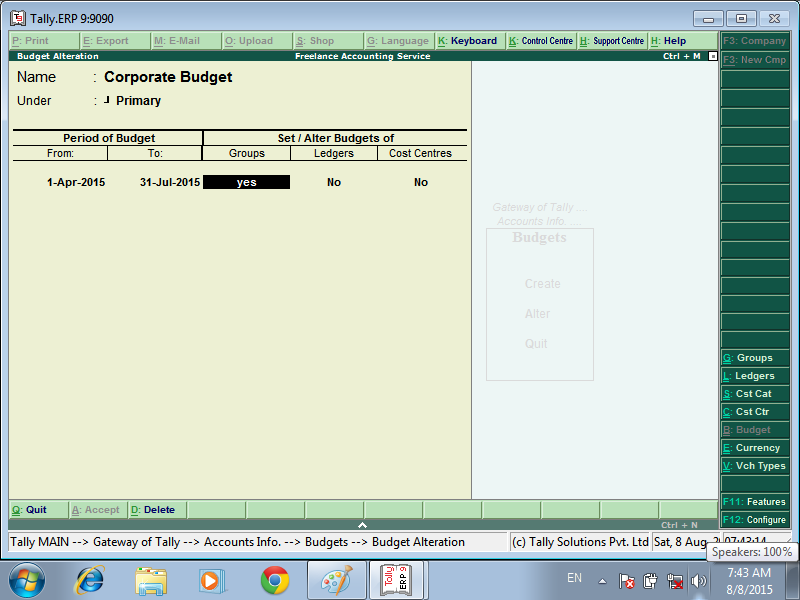 Tally.ERP 9:9090
P: Print E: Export M: E-Mail O: Upload S: Shop G: Language K: Keyboard K: Control Centre H: Support Centre H: Help F3: Company
Budget Alteration Freelance Accounting Service Ctrl + M F3: New Cmp
Name : Corporate Budget
Under : Primary
Period of Budget Set / Alter Budgets of
From: To: Groups Ledgers Cost Centres
1-Apr-2015 31-Jul-2015 yes No No
Gateway of Tally ...
Accounts Info. ...
Budgets
Create
Alter
Quit
G: Groups
L: Ledgers
S: Cst Cat
C: Cst Ctr
B: Budget
E: Currency
V: Vch Types
F11: Features
F12: Configure
Q: Quit A: Accept D: Delete
Ctrl + N
Tally MAIN --> Gateway of Tally --> Accounts Info. --> Budgets --> Budget Alteration (c) Tally Solutions Pvt. Ltd Sat, 8 Aug, 2 07:43:14
Speakers: 100%
Tally ERP 9
EN
7:43 AM
8/8/2015